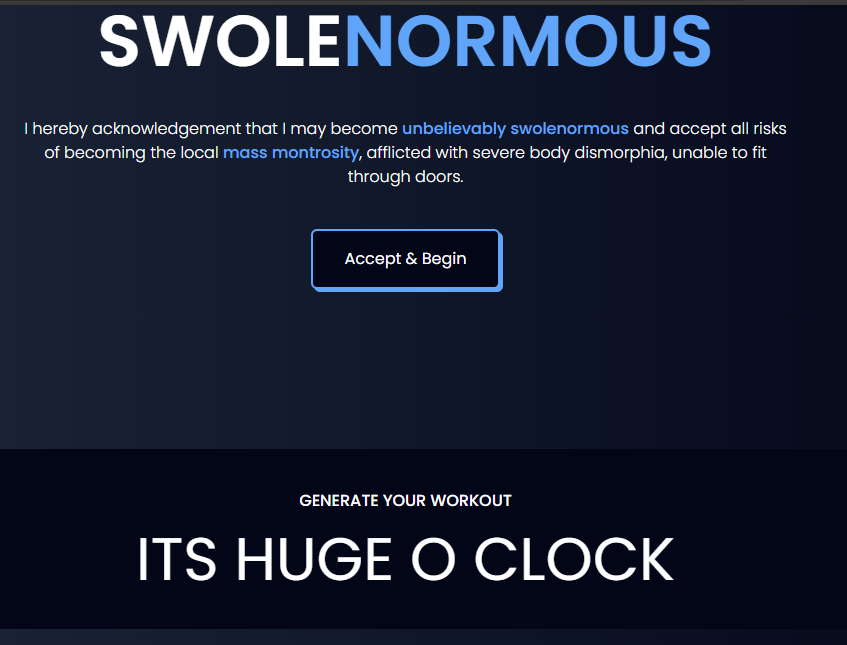 SWOLENORMOUS
I hereby acknowledgement that I may become unbelievably swolenormous and accept all risks
of becoming the local mass montrosity, afflicted with severe body dismorphia, unable to fit
through doors.
Accept & Begin
GENERATE YOUR WORKOUT
ITS HUGE O CLOCK